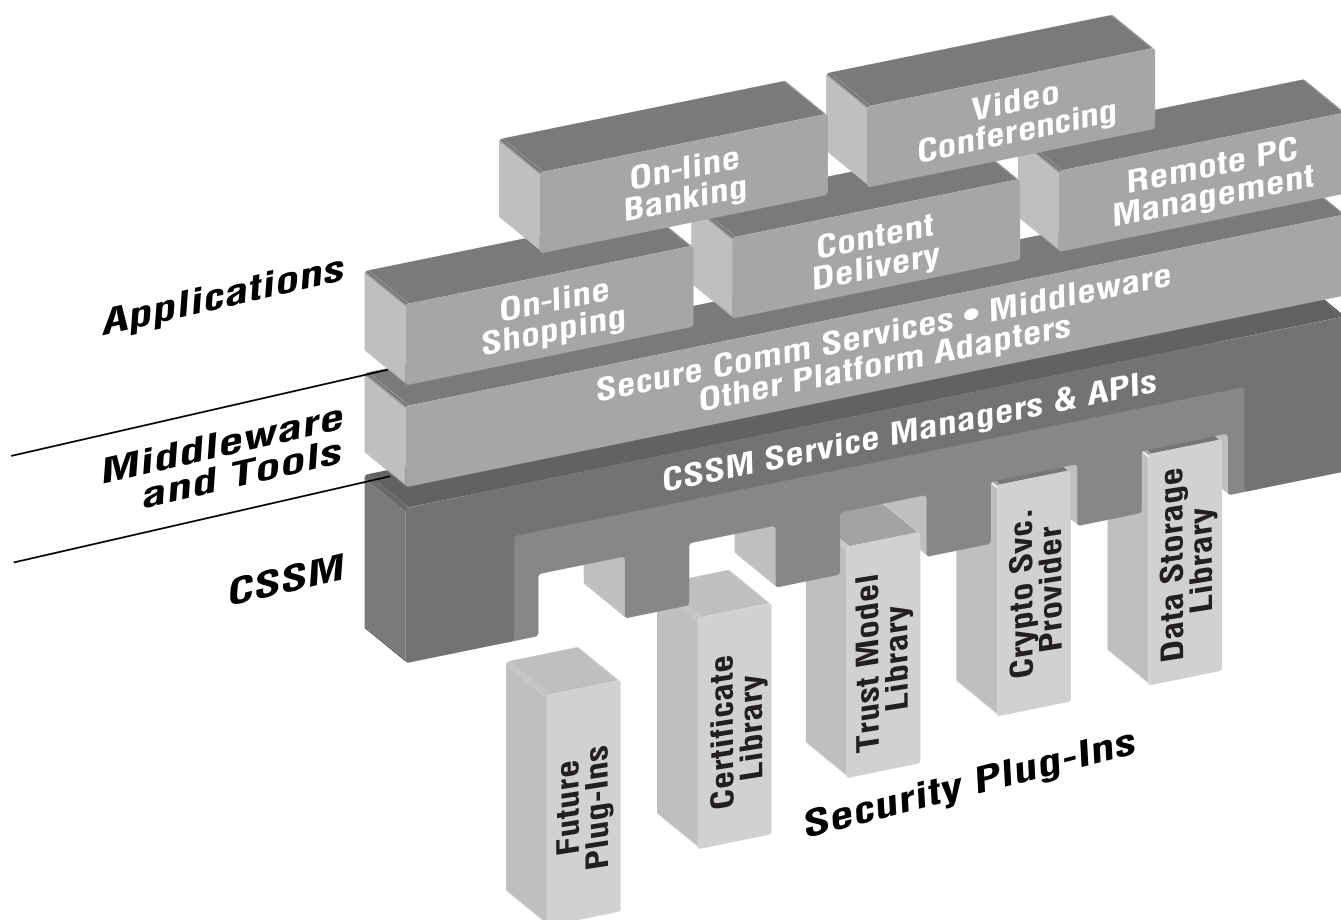 Video
Conferencing
On-line
Banking
Remote PC
Management
Content
Delivery
On-line
Shopping
Applications
Secure Comm Services • Middleware
Other Platform Adapters
Middleware
and Tools
CSSM Service Managers & APIs
CSSM
Future
Plug-Ins
Certificate
Library
Trust Model
Library
Crypto Svc.
Provider
Data Storage
Library
Security Plug-Ins